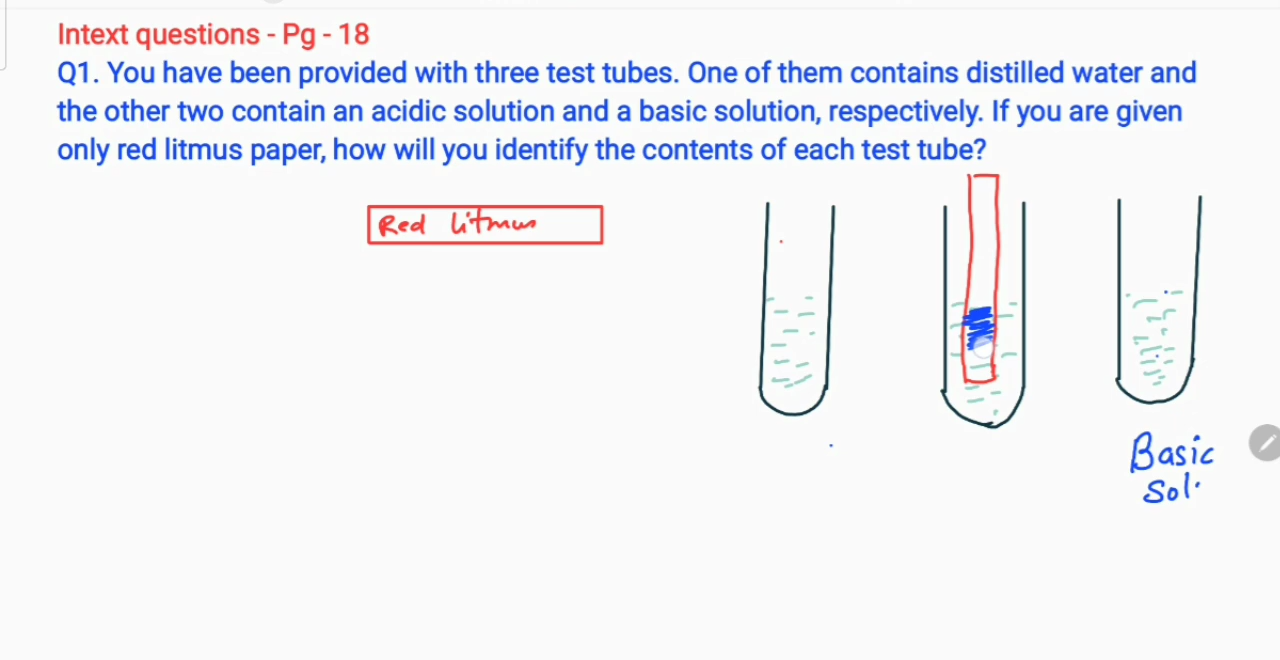 Intext questions - Pg - 18
Q1. You have been provided with three test tubes. One of them contains distilled water and
the other two contain an acidic solution and a basic solution, respectively. If you are given
only red litmus paper, how will you identify the contents of each test tube?
Red litmus
Basic
Sol.